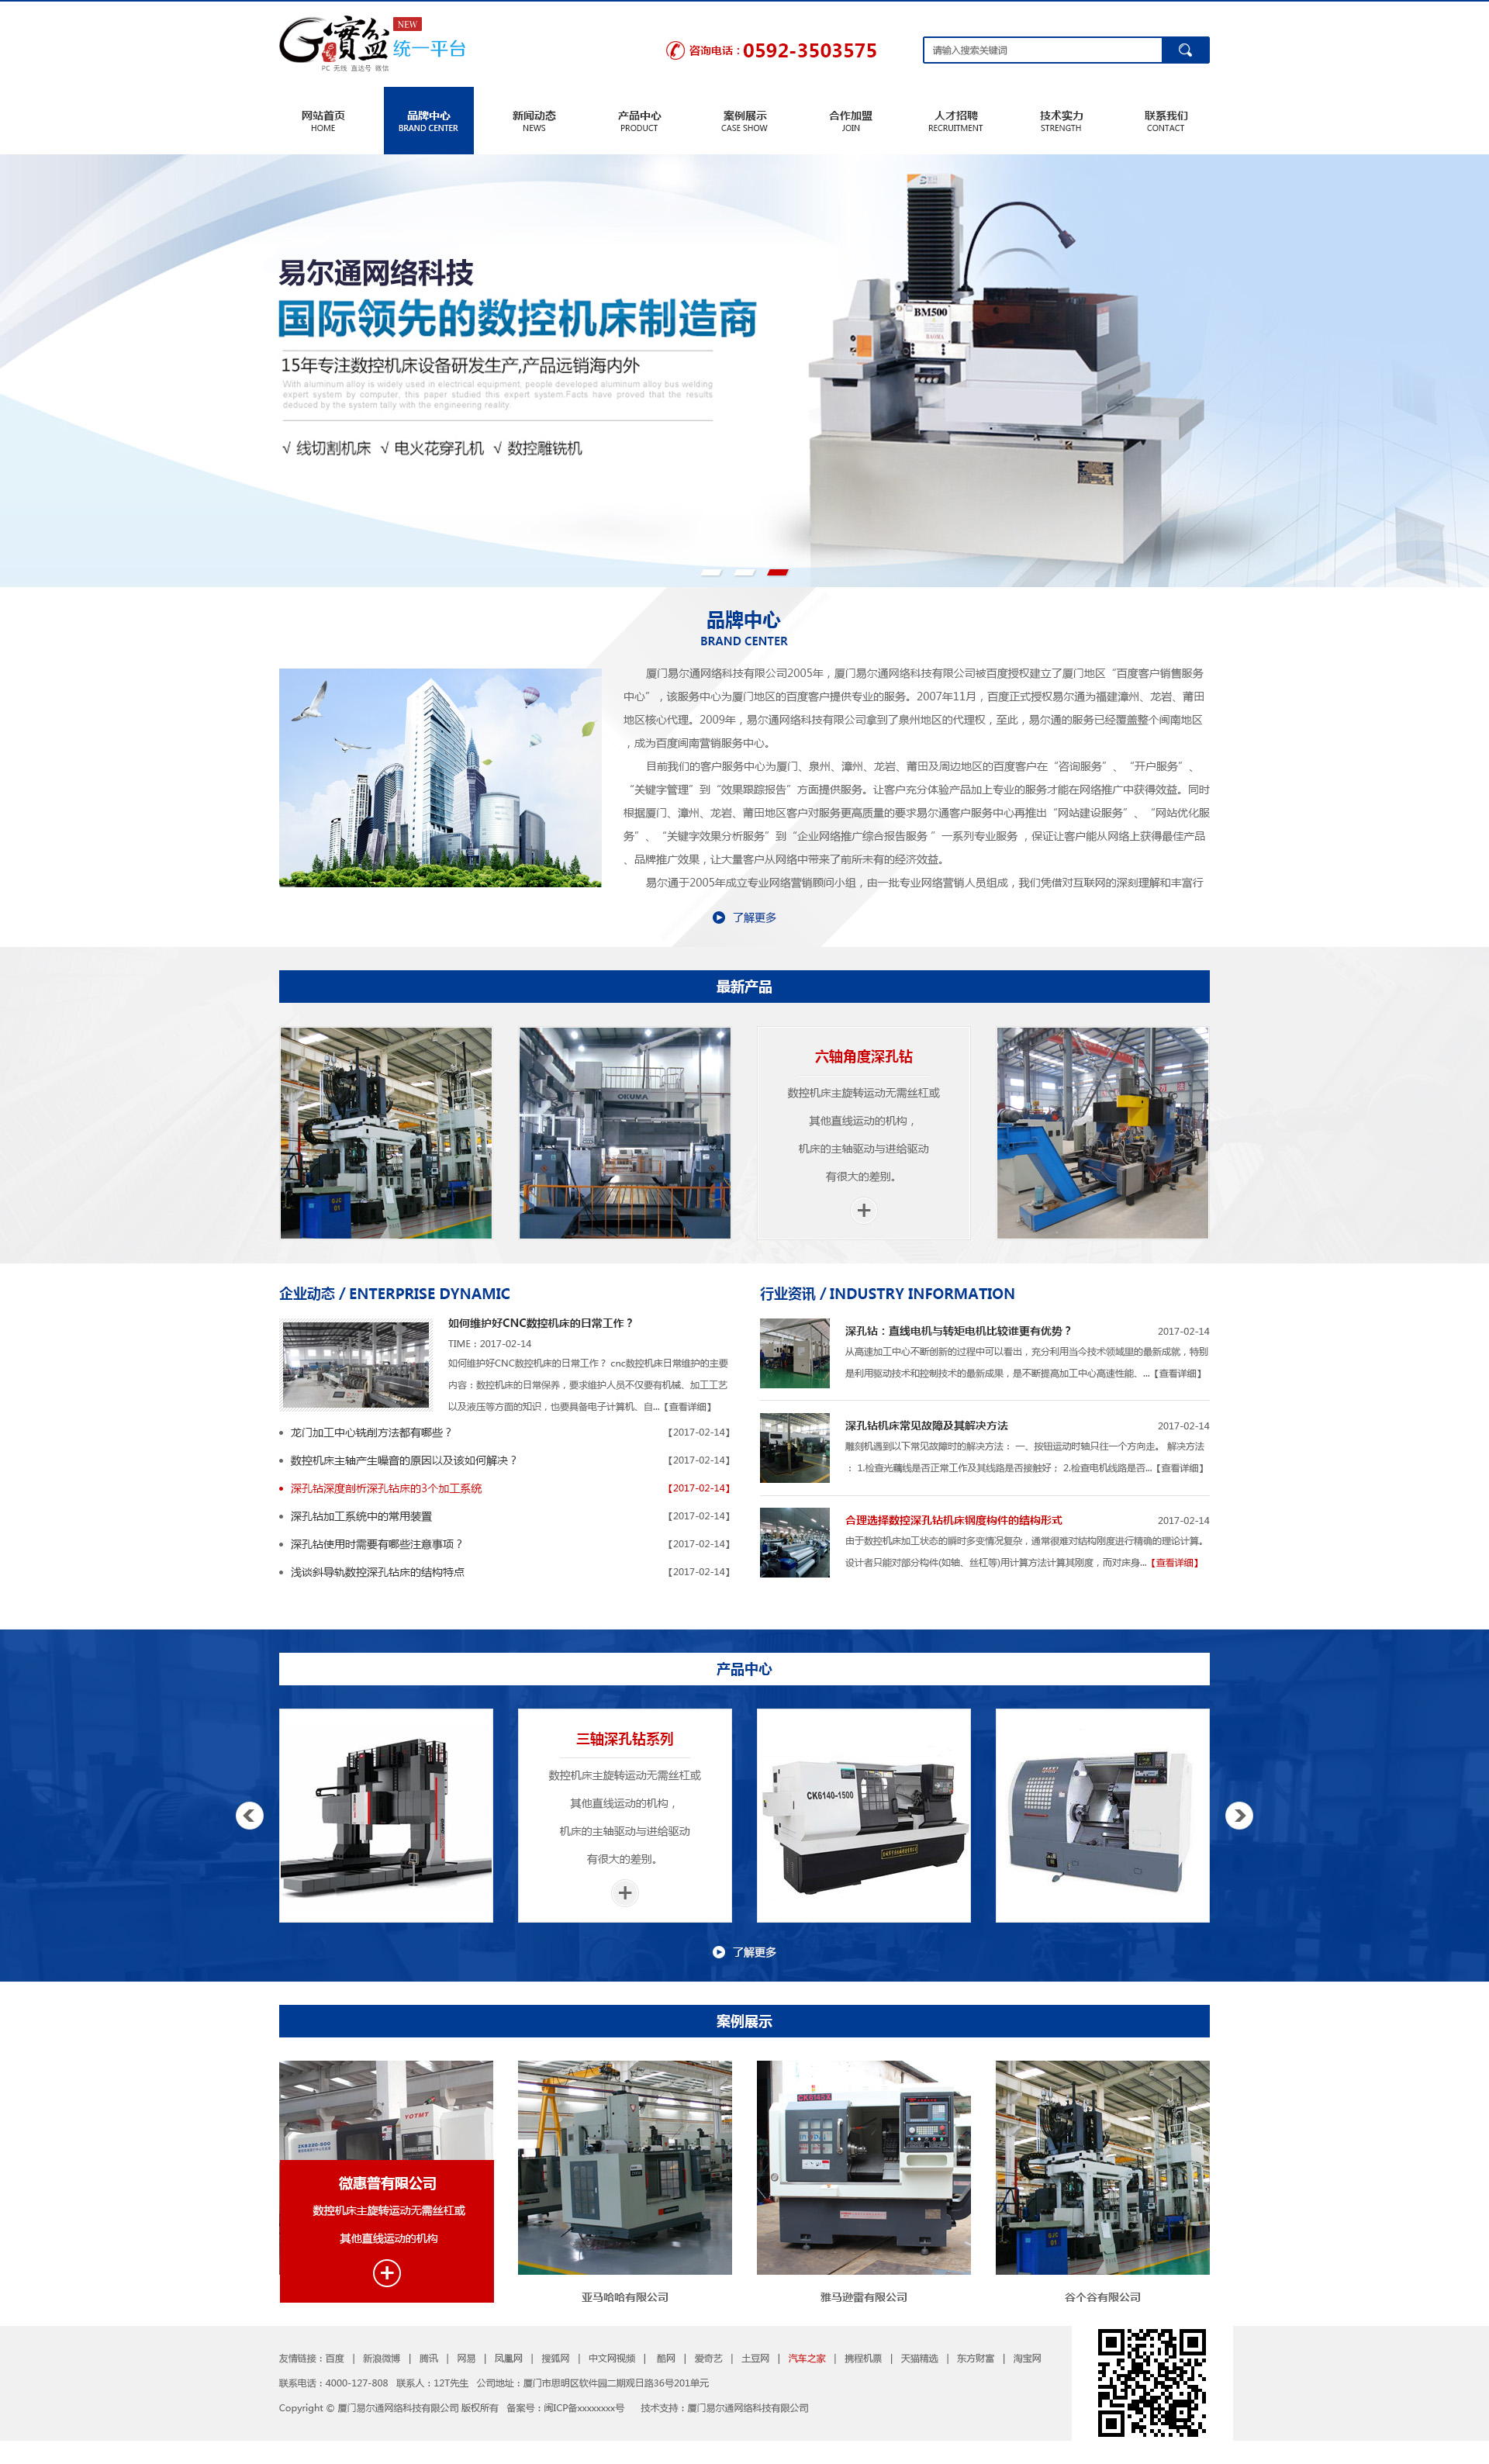 G實盆
NEW
统一平台
PC 无线 直达号 微信
咨询电话：0592-3503575
请输入搜索关键词
网站首页
HOME
品牌中心
BRAND CENTER
新闻动态
NEWS
产品中心
PRODUCT
案例展示
CASE SHOW
合作加盟
JOIN
人才招聘
RECRUITMENT
技术实力
STRENGTH
联系我们
CONTACT
易尔通网络科技
国际领先的数控机床制造商
15年专注数控机床设备研发生产,产品远销海内外
With aluminum alloy is widely used in electrical equipment, people developed aluminum alloy bus welding
expert system by computer, this paper studied this expert system.Facts have proved that the results
deduced by the system tally with the engineering reality.
√ 线切割机床 √ 电火花穿孔机 √ 数控雕铣机
BM500
BAOMA
品牌中心
BRAND CENTER
厦门易尔通网络科技有限公司2005年，厦门易尔通网络科技有限公司被百度授权建立了厦门地区“百度客户销售服务
中心”，该服务中心为厦门地区的百度客户提供专业的服务。2007年11月，百度正式授权易尔通为福建漳州、龙岩、莆田
地区核心代理。2009年，易尔通网络科技有限公司拿到了泉州地区的代理权，至此，易尔通的服务已经覆盖整个闽南地区
，成为百度闽南营销服务中心。
目前我们的客户服务中心为厦门、泉州、漳州、龙岩、莆田及周边地区的百度客户在“咨询服务”、“开户服务”、
“关键字管理”到“效果跟踪报告”方面提供服务。让客户充分体验产品加上专业的服务才能在网络推广中获得效益。同时
根据厦门、漳州、龙岩、莆田地区客户对服务更高质量的要求易尔通客户服务中心再推出“网站建设服务”、“网站优化服
务”、“关键字效果分析服务”到“企业网络推广综合报告服务 ”一系列专业服务 ，保证让客户能从网络上获得最佳产品
、品牌推广效果，让大量客户从网络中带来了前所未有的经济效益。
易尔通于2005年成立专业网络营销顾问小组，由一批专业网络营销人员组成，我们凭借对互联网的深刻理解和丰富行
了解更多
最新产品
GJC
01
OKUMA
六轴角度深孔钻
数控机床主旋转运动无需丝杠或
其他直线运动的机构，
机床的主轴驱动与进给驱动
有很大的差别。
企业动态 / ENTERPRISE DYNAMIC
如何维护好CNC数控机床的日常工作？
TIME：2017-02-14
如何维护好CNC数控机床的日常工作？ cnc数控机床日常维护的主要
内容：数控机床的日常保养，要求维护人员不仅要有机械、加工工艺
以及液压等方面的知识，也要具备电子计算机、自...【查看详细】
龙门加工中心铣削方法都有哪些？ 【2017-02-14】
数控机床主轴产生噪音的原因以及该如何解决？ 【2017-02-14】
深孔钻深度剖析深孔钻床的3个加工系统 【2017-02-14】
深孔钻加工系统中的常用装置 【2017-02-14】
深孔钻使用时需要有哪些注意事项？ 【2017-02-14】
浅谈斜导轨数控深孔钻床的结构特点 【2017-02-14】
行业资讯 / INDUSTRY INFORMATION
深孔钻：直线电机与转矩电机比较谁更有优势？ 2017-02-14
从高速加工中心不断创新的过程中可以看出，充分利用当今技术领域里的最新成就，特别
是利用驱动技术和控制技术的最新成果，是不断提高加工中心高速性能、...【查看详细】
深孔钻机床常见故障及其解决方法 2017-02-14
雕刻机遇到以下常见故障时的解决方法： 一、按钮运动时轴只往一个方向走。 解决方法
： 1.检查光耦线是否正常工作及其线路是否接触好； 2.检查电机线路是否...【查看详细】
合理选择数控深孔钻机床钢度构件的结构形式 2017-02-14
由于数控机床加工状态的瞬时多变情况复杂，通常很难对结构刚度进行精确的理论计算。
设计者只能对部分构件(如轴、丝杠等)用计算方法计算其刚度，而对床身...【查看详细】
产品中心
三轴深孔钻系列
数控机床主旋转运动无需丝杠或
其他直线运动的机构，
机床的主轴驱动与进给驱动
有很大的差别。
CK6140-1500
了解更多
案例展示
YOTMT
微惠普有限公司
数控机床主旋转运动无需丝杠或
其他直线运动的机构
亚马哈哈有限公司
雅马逊雷有限公司
GJC
01
谷个谷有限公司
友情链接：百度 | 新浪微博 | 腾讯 | 网易 | 凤凰网 | 搜狐网 | 中文网视频 | 酷网 | 爱奇艺 | 土豆网 | 汽车之家 | 携程机票 | 天猫精选 | 东方财富 | 淘宝网
联系电话：4000-127-808 联系人：12T先生 公司地址：厦门市思明区软件园二期观日路36号201单元
Copyright © 厦门易尔通网络科技有限公司 版权所有 备案号：闽ICP备xxxxxxxx号 技术支持：厦门易尔通网络科技有限公司